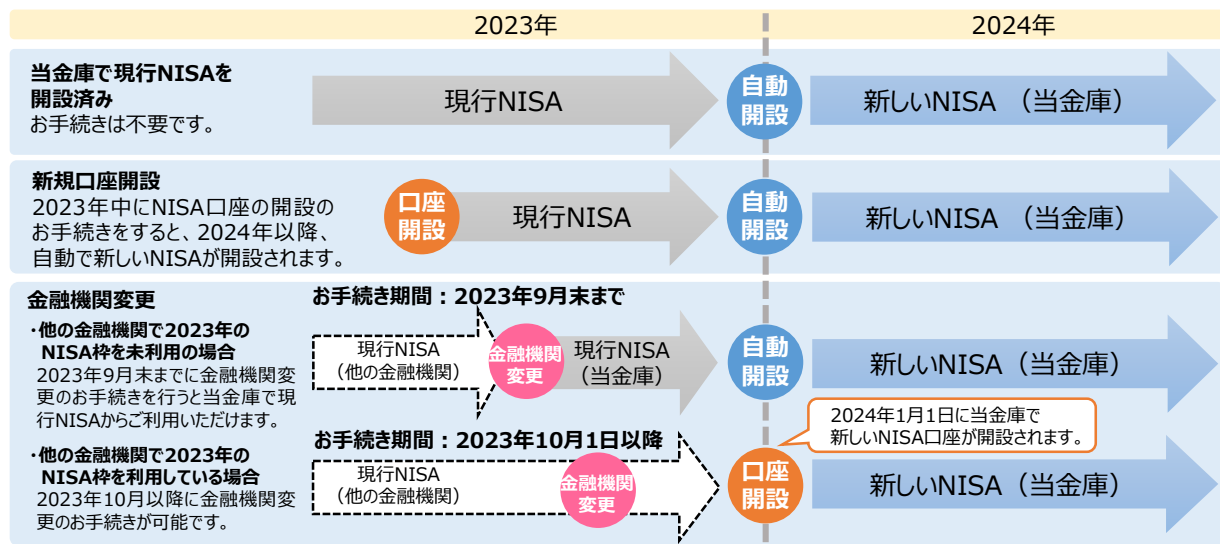 2023年
2024年
当金庫で現行NISAを
開設済み
お手続きは不要です。
現行NISA
自動
開設
新しいNISA （当金庫）
新規口座開設
2023年中にNISA口座の開設の
お手続きをすると、2024年以降、
自動で新しいNISAが開設されます。
口座
開設
現行NISA
自動
開設
新しいNISA （当金庫）
金融機関変更
・他の金融機関で2023年の
NISA枠を未利用の場合
2023年9月末までに金融機関変
更のお手続きを行うと当金庫で現
行NISAからご利用いただけます。
お手続き期間：2023年9月末まで
現行NISA
（他の金融機関）
金融機関
変更
現行NISA
（当金庫）
自動
開設
新しいNISA（当金庫）
2024年1月1日に当金庫で
新しいNISA口座が開設されます。
・他の金融機関で2023年の
NISA枠を利用している場合
2023年10月以降に金融機関変
更のお手続きが可能です。
お手続き期間：2023年10月1日以降
現行NISA
（他の金融機関）
金融機関
変更
口座
開設
新しいNISA（当金庫）